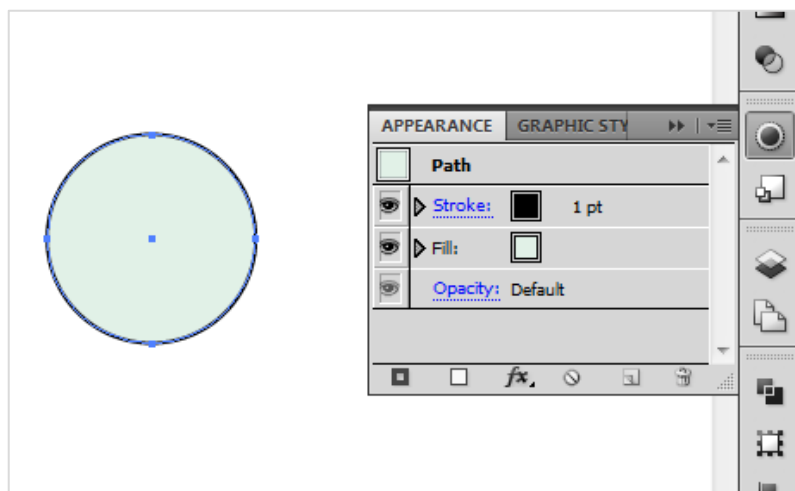 APPEARANCE GRAPHIC STY
Path
Stroke: 1 pt
Fill:
Opacity: Default
fx